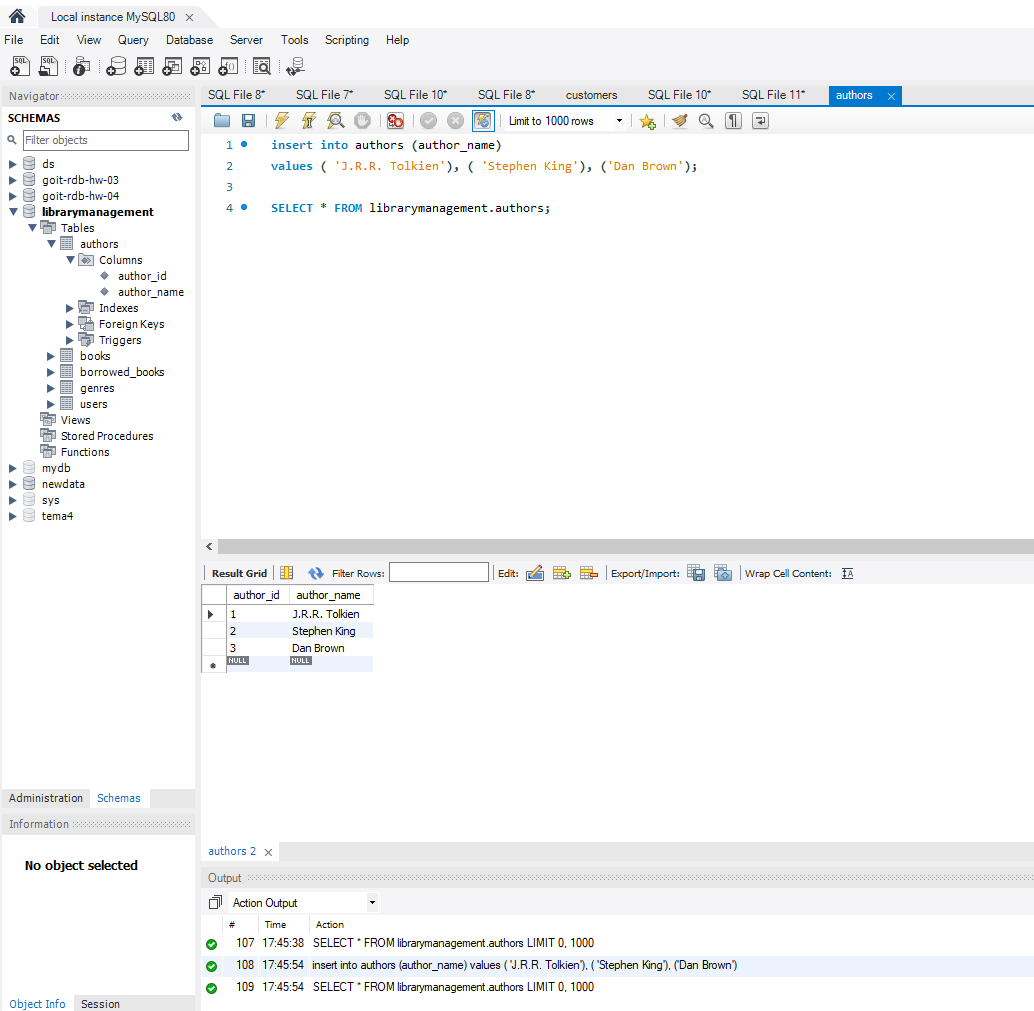 Local instance MySQL80
File Edit View Query Database Server Tools Scripting Help
Navigator
SCHEMAS
Filter objects
ds
goit-rdb-hw-03
goit-rdb-hw-04
librarymanagement
Tables
authors
Columns
author_id
author_name
Indexes
Foreign Keys
Triggers
books
borrowed_books
genres
users
Views
Stored Procedures
Functions
mydb
newdata
sys
tema4
Administration Schemas
Information
No object selected
Object Info Session
SQL File 8* SQL File 7* SQL File 10* SQL File 8* customers SQL File 10* SQL File 11* authors
Limit to 1000 rows
1 insert into authors (author_name)
2 values ( 'J.R.R. Tolkien'), ( 'Stephen King'), ('Dan Brown');
3
4 SELECT * FROM librarymanagement.authors;
Result Grid Filter Rows: Edit: Export/Import: Wrap Cell Content:
author_id author_name
1 J.R.R. Tolkien
2 Stephen King
3 Dan Brown
NULL NULL
authors 2
Output
Action Output
# Time Action
107 17:45:38 SELECT * FROM librarymanagement.authors LIMIT 0, 1000
108 17:45:54 insert into authors (author_name) values ( 'J.R.R. Tolkien'), ( 'Stephen King'), ('Dan Brown')
109 17:45:54 SELECT * FROM librarymanagement.authors LIMIT 0, 1000